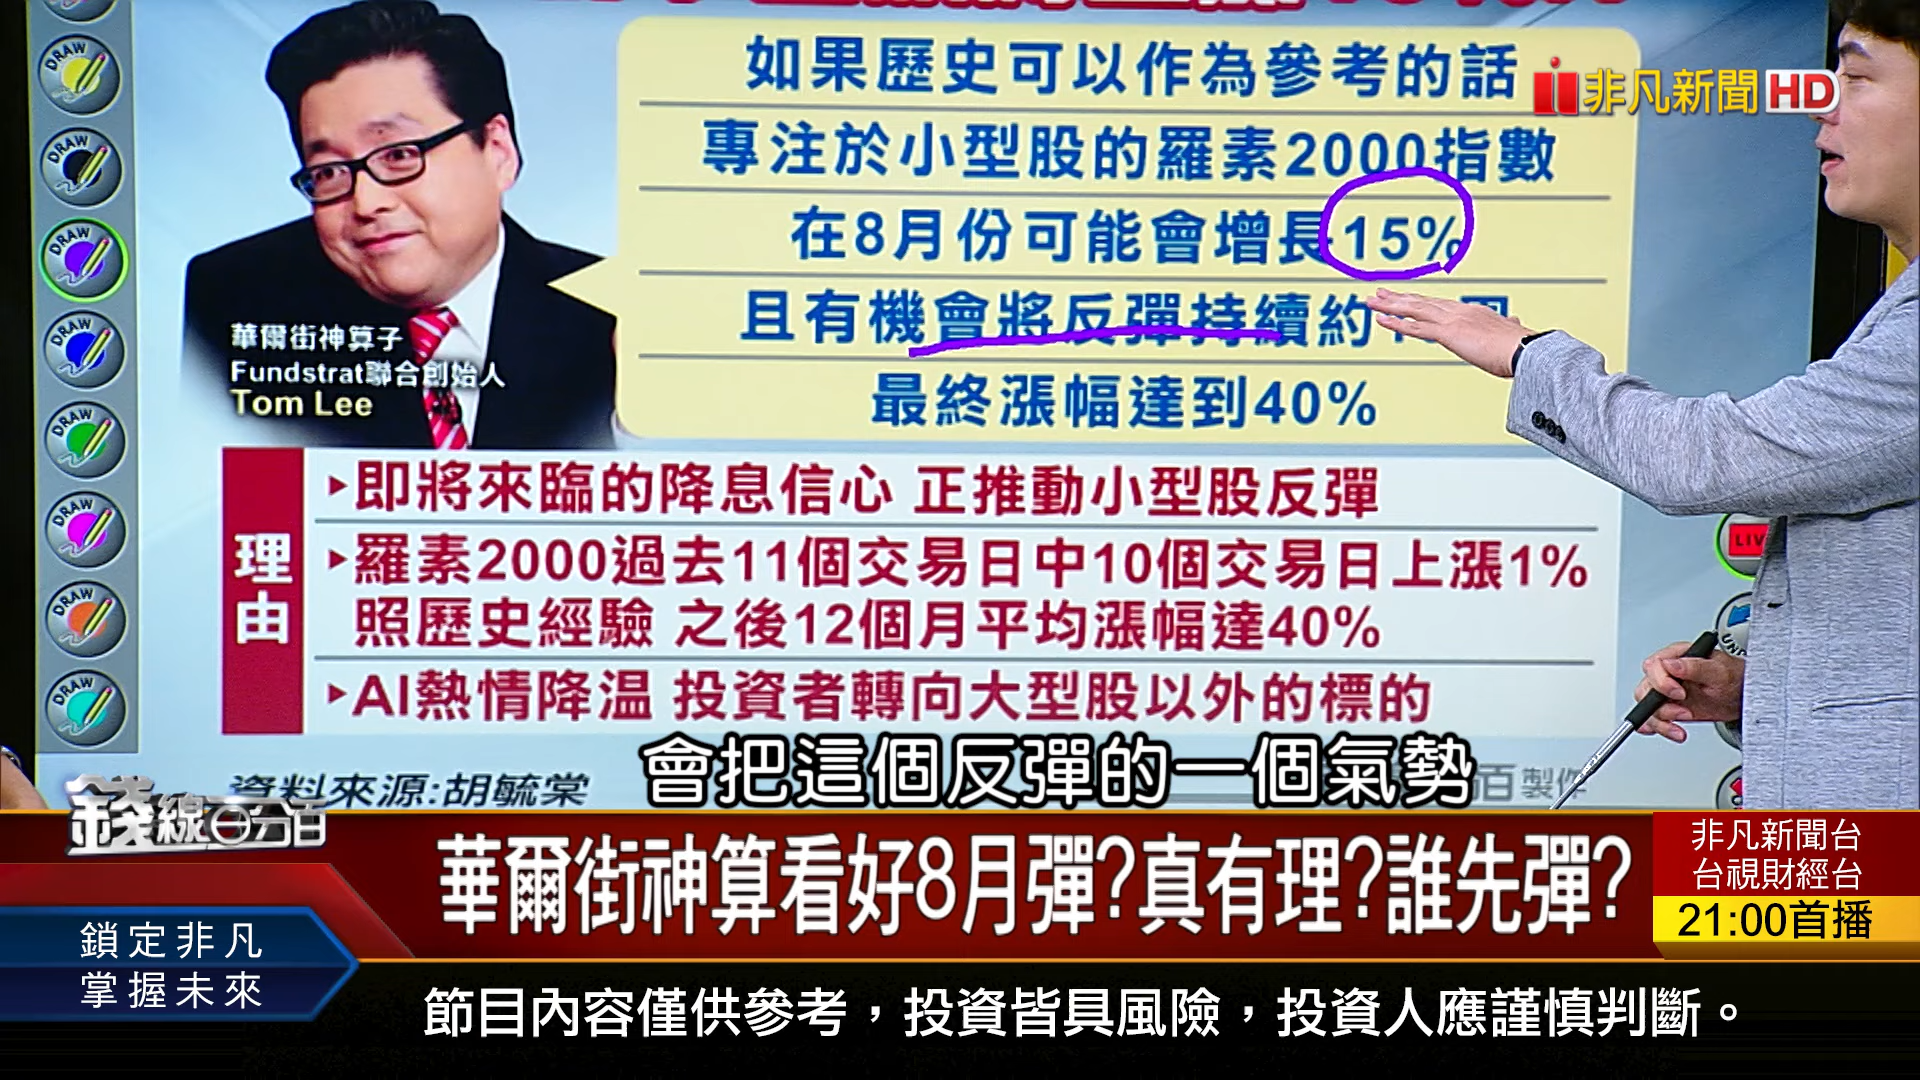 如果歷史可以作為參考的話
非凡新聞HD
專注於小型股的羅素2000指數
在8月份可能會增長15%
且有機會將反彈持續約
最終漲幅達到40%
華爾街神算子
Fundstrat聯合創始人
Tom Lee
理由
▸即將來臨的降息信心 正推動小型股反彈
▸羅素2000過去11個交易日中10個交易日上漲1%
照歷史經驗 之後12個月平均漲幅達40%
▸AI熱情降溫 投資者轉向大型股以外的標的
DRAW
DRAW
DRAW
DRAW
DRAW
DRAW
DRAW
DRAW
LIV
資料來源:胡毓棠
百製作
會把這個反彈的一個氣勢
錢線百分百
華爾街神算看好8月彈?真有理?誰先彈?
非凡新聞台
台視財經台
21:00首播
鎖定非凡
掌握未來
節目內容僅供參考，投資皆具風險，投資人應謹慎判斷。